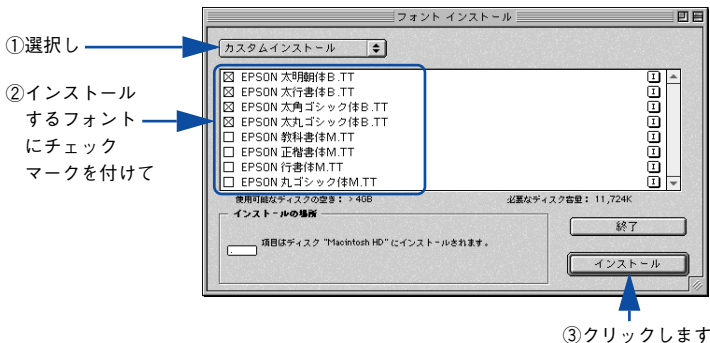 フォント インストール
①選択し
カスタムインストール
②インストール
するフォント
にチェック
マークを付けて
EPSON 太明朝体B.TT
EPSON 太行書体B.TT
EPSON 太角ゴシック体B.TT
EPSON 太丸ゴシック体B.TT
EPSON 教科書体M.TT
EPSON 正楷書体M.TT
EPSON 行書体M.TT
EPSON 丸ゴシック体M.TT
使用可能なディスクの空き： > 4GB 必要なディスク容量： 11,724K
インストールの場所
項目はディスク "Macintosh HD" にインストールされます。
終了
インストール
③クリックします